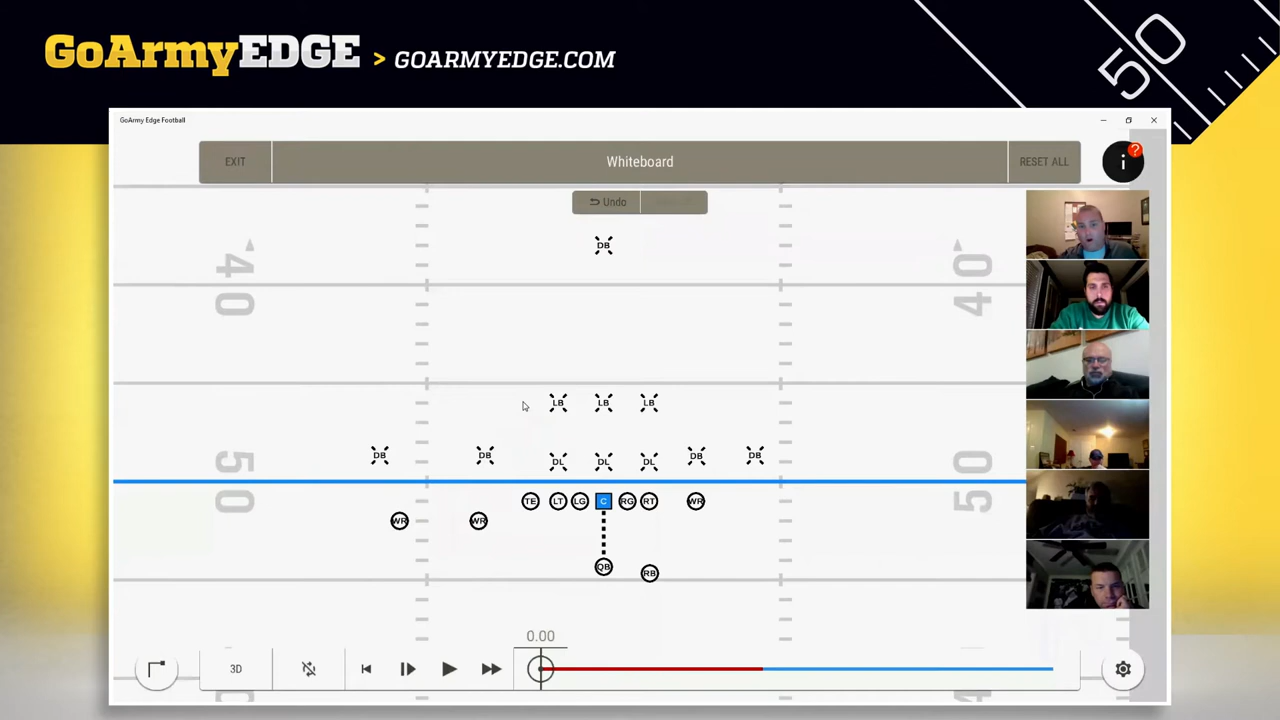 GoArmyEDGE > GOARMYEDGE.COM
50
GoArmy Edge Football
EXIT Whiteboard RESET ALL i ?
Undo
DB
40 40
LB LB LB
DB DB DL DL DL DB DB
50 50
TE LT LG C RG RT WR
WR WR
QB RB
0.00
3D